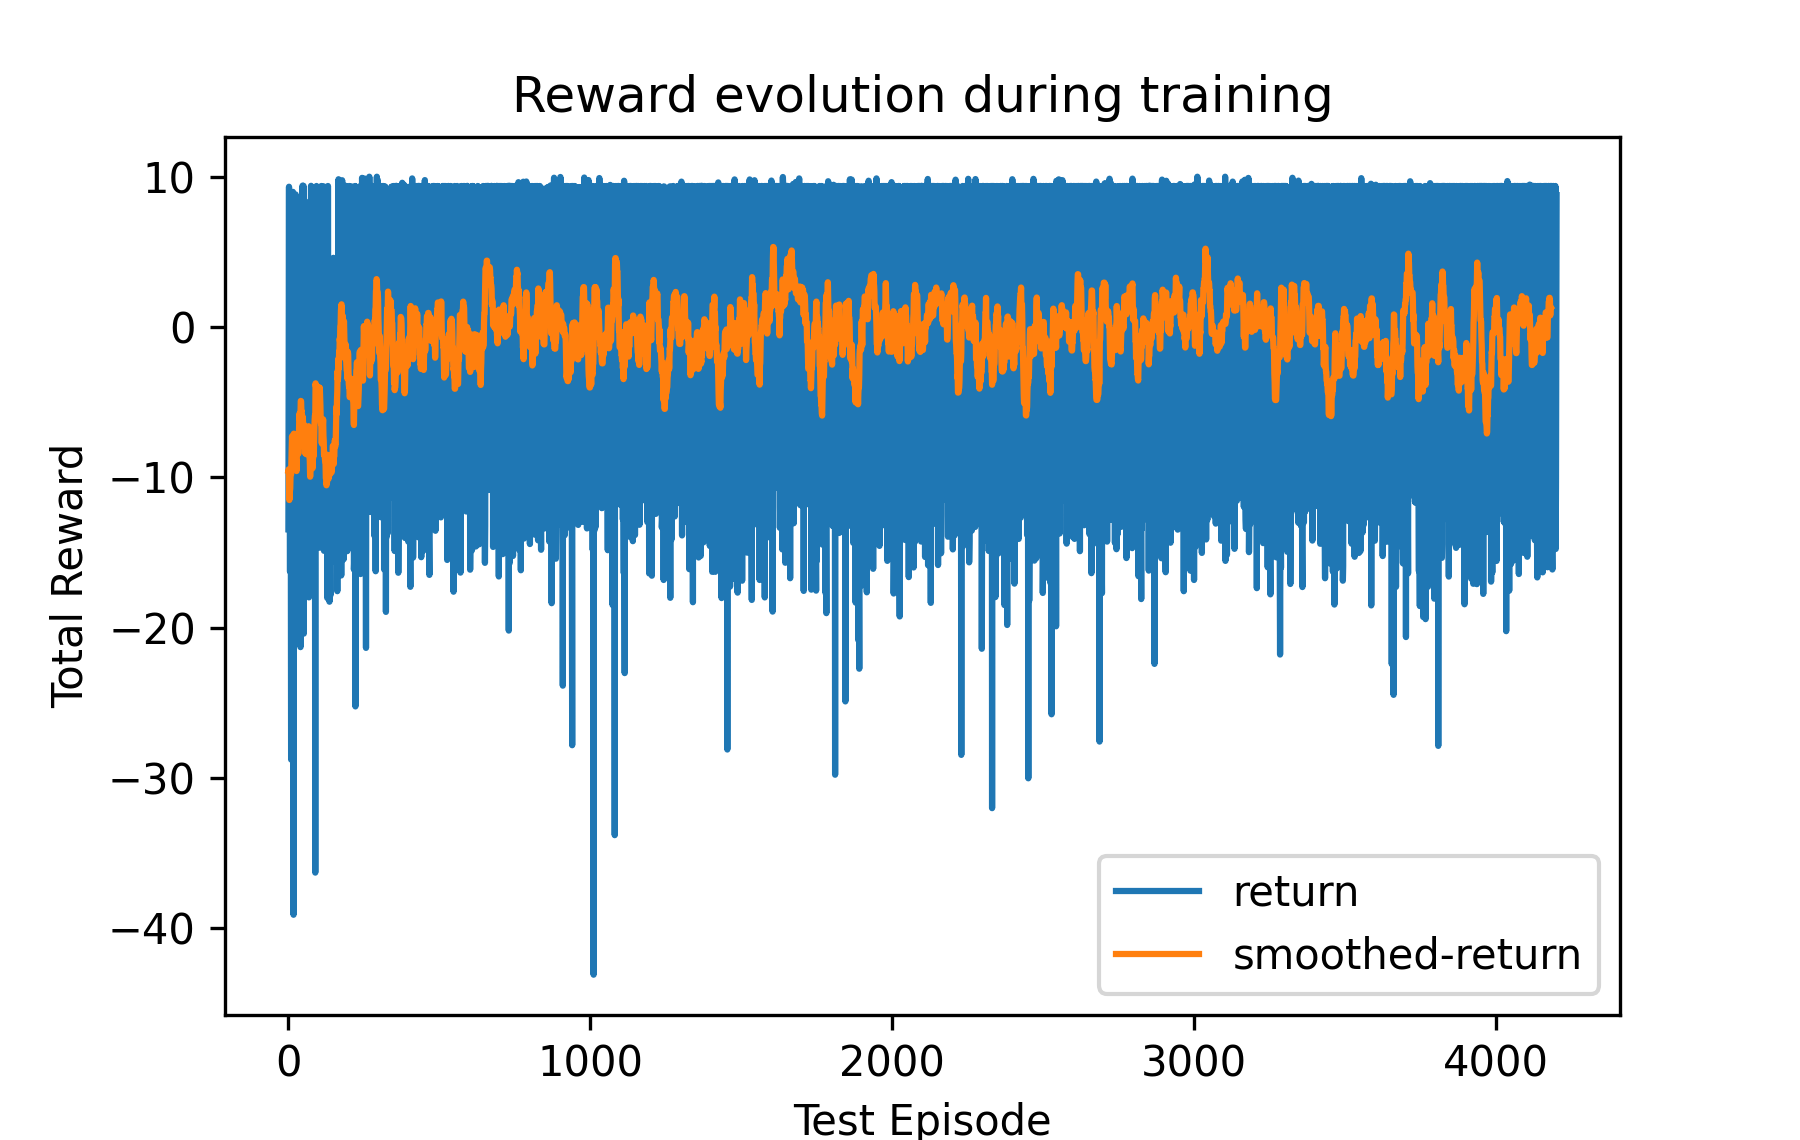 Reward evolution during training
10
0
−10
−20
−30
−40
Total Reward
return
smoothed-return
0 1000 2000 3000 4000
Test Episode